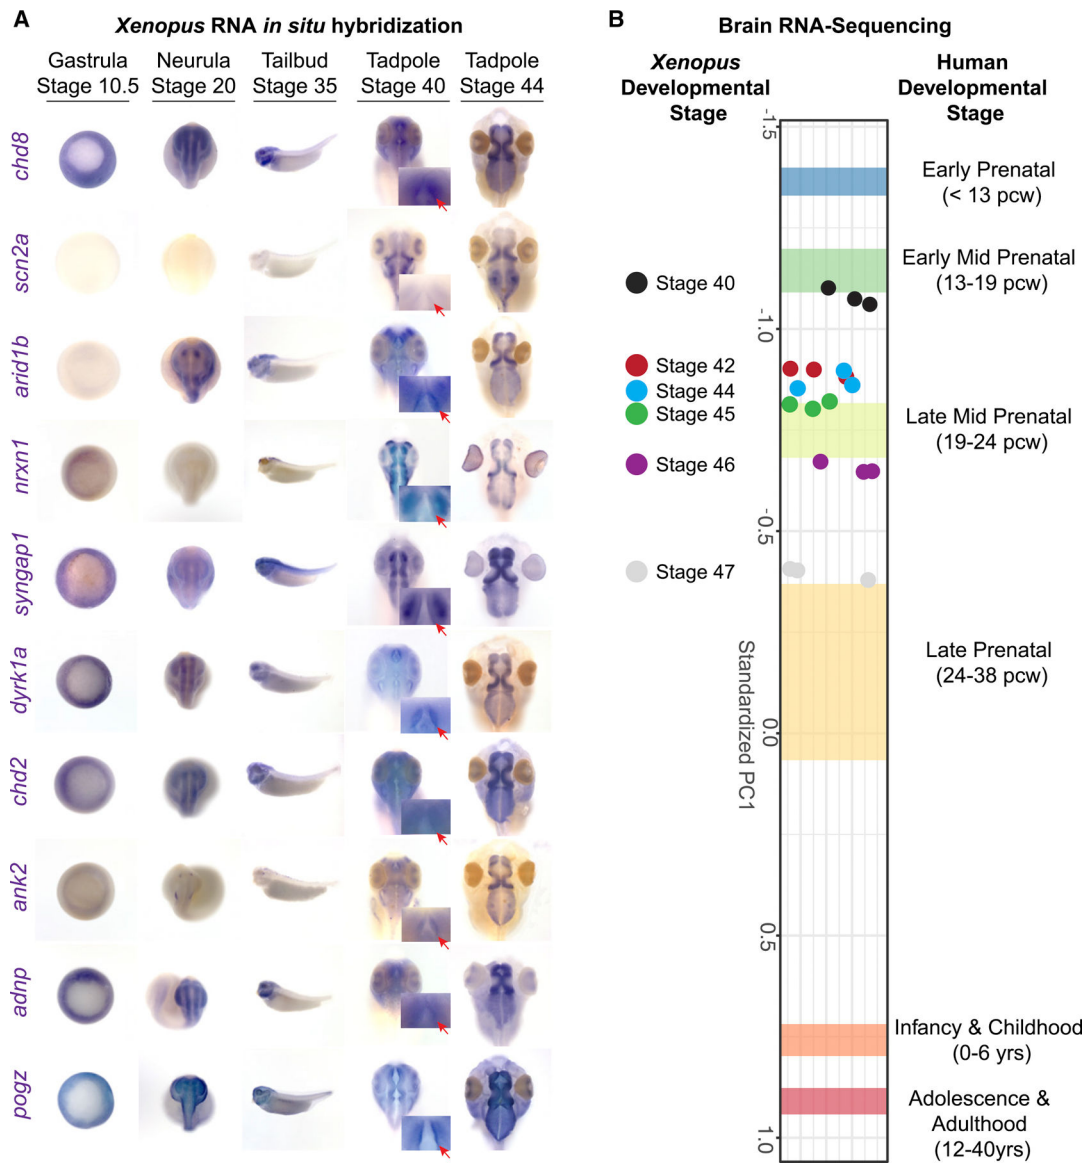 A
Xenopus RNA in situ hybridization
Gastrula
Stage 10.5
Neurula
Stage 20
Tailbud
Stage 35
Tadpole
Stage 40
Tadpole
Stage 44
chd8
scn2a
arid1b
nrxn1
syngap1
dyrk1a
chd2
ank2
adnp
pogz
B
Brain RNA-Sequencing
Xenopus
Developmental
Stage
Human
Developmental
Stage
Stage 40
Stage 42
Stage 44
Stage 45
Stage 46
Stage 47
-1.5
-1.0
-0.5
0.0
0.5
1.0
Standardized PC1
Early Prenatal
(< 13 pcw)
Early Mid Prenatal
(13-19 pcw)
Late Mid Prenatal
(19-24 pcw)
Late Prenatal
(24-38 pcw)
Infancy & Childhood
(0-6 yrs)
Adolescence &
Adulthood
(12-40yrs)